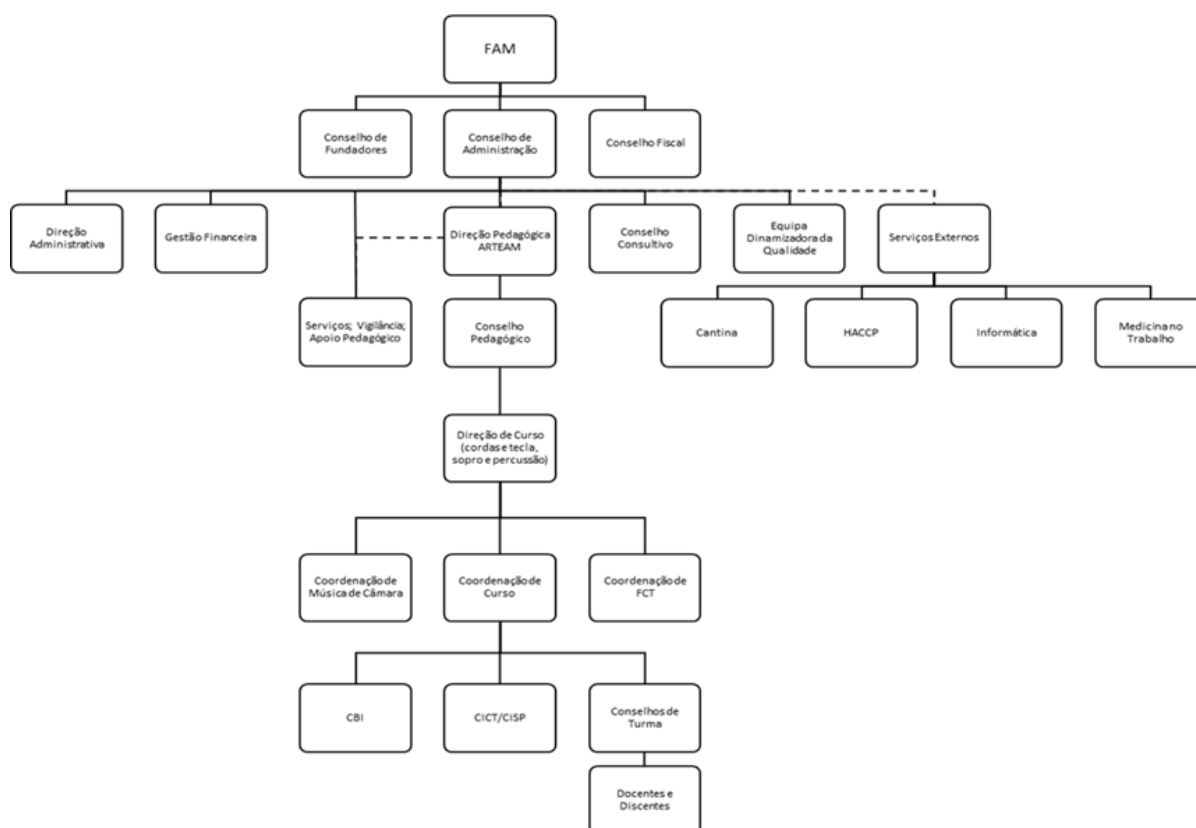 FAM
Conselho de
Fundadores
Conselho de
Administração
Conselho Fiscal
Direção
Administrativa
Gestão Financeira
Direção Pedagógica
ARTEAM
Conselho
Consultivo
Equipa
Dinamizadora da
Qualidade
Serviços Externos
Serviços; Vigilância;
Apoio Pedagógico
Conselho
Pedagógico
Cantina
HACCP
Informática
Medicina no
Trabalho
Direção de Curso
(cordas e tecla,
sopro e percussão)
Coordenação de
Música de Câmara
Coordenação de
Curso
Coordenação de
FCT
CBI
CICT/CISP
Conselhos de
Turma
Docentes e
Discentes